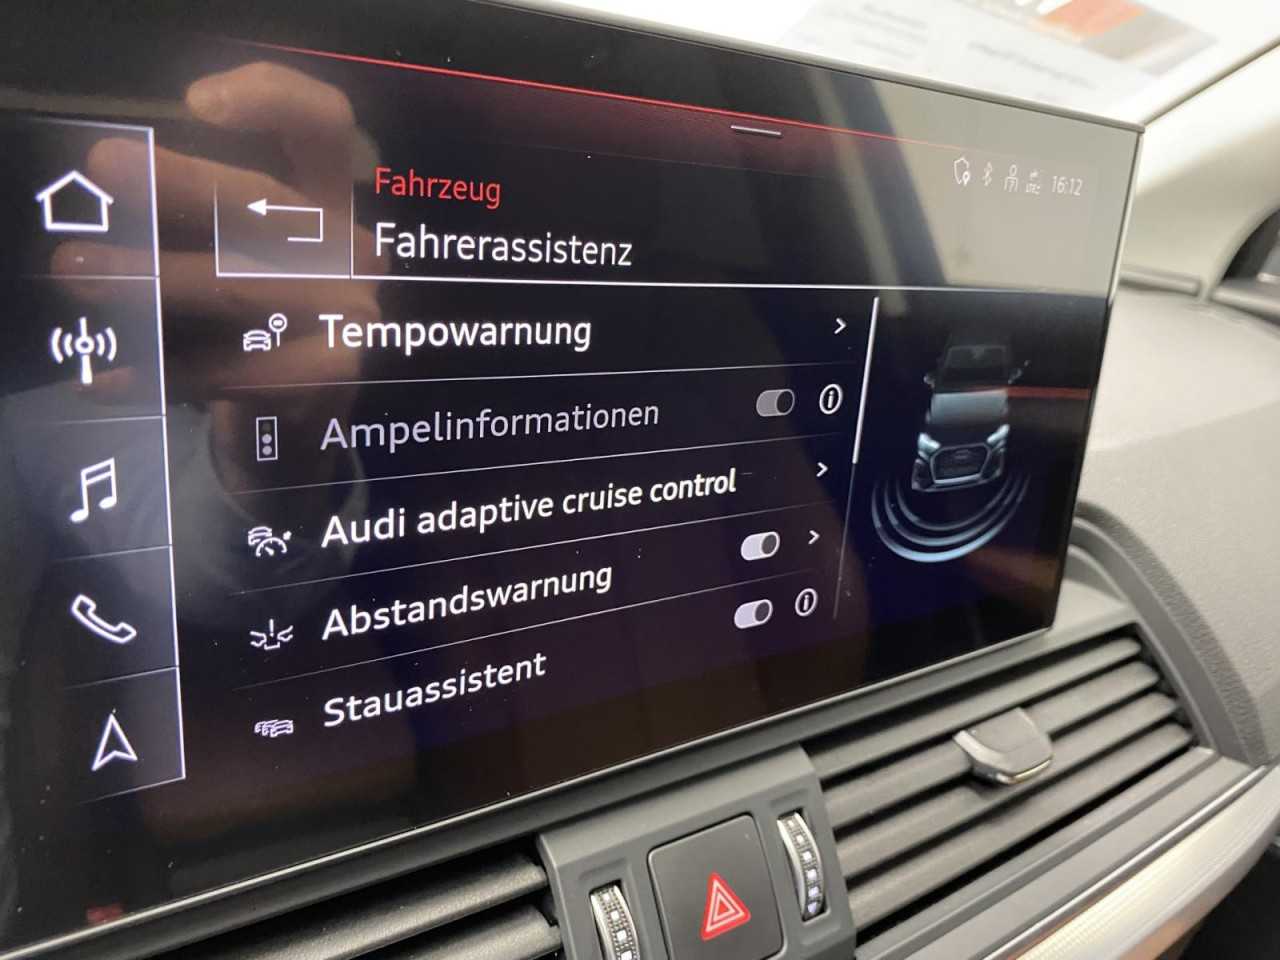 Fahrzeug
Fahrerassistenz
16:12
Tempowarnung
Ampelinformationen
Audi adaptive cruise control
Abstandswarnung
Stauassistent